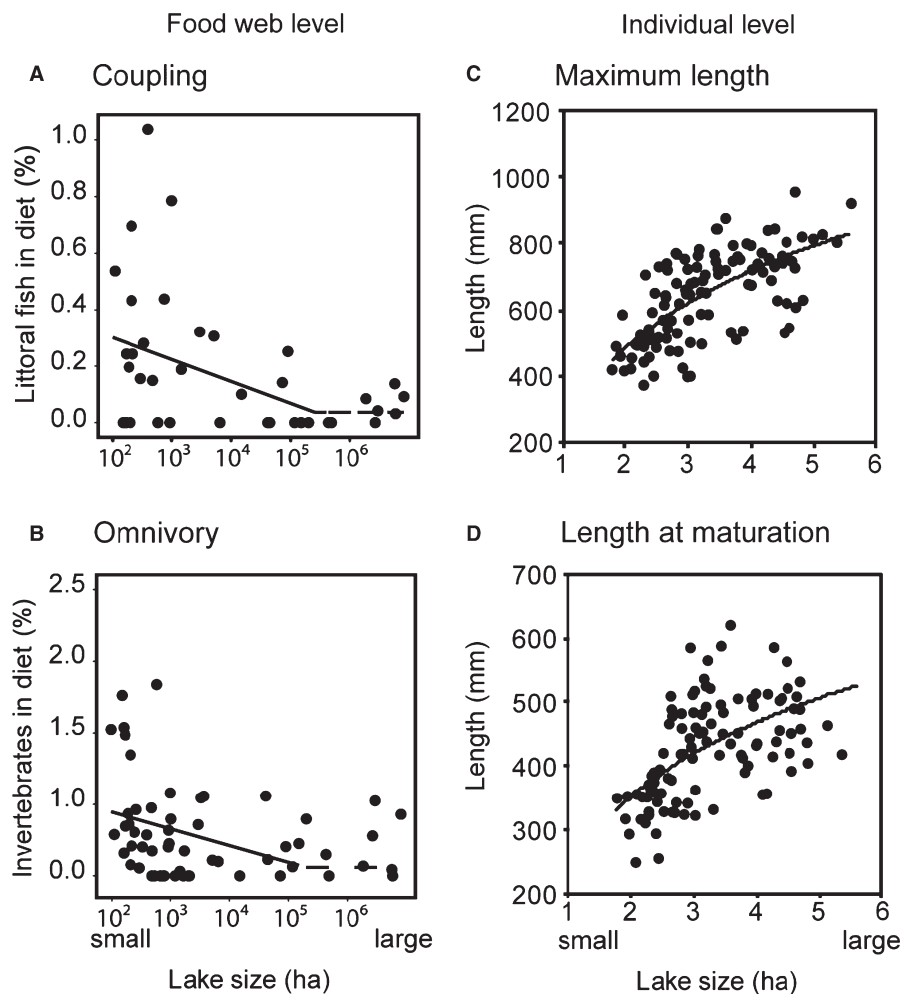 Food web level
Individual level
A Coupling
C Maximum length
Littoral fish in diet (%)
1.0
0.8
0.6
0.4
0.2
0.0
10² 10³ 10⁴ 10⁵ 10⁶
Length (mm)
1200
1000
800
600
400
200
1 2 3 4 5 6
B Omnivory
D Length at maturation
Invertebrates in diet (%)
2.5
2.0
1.5
1.0
0.0
10² 10³ 10⁴ 10⁵ 10⁶
small large
Lake size (ha)
Length (mm)
700
600
500
400
300
200
1 2 3 4 5 6
small large
Lake size (ha)